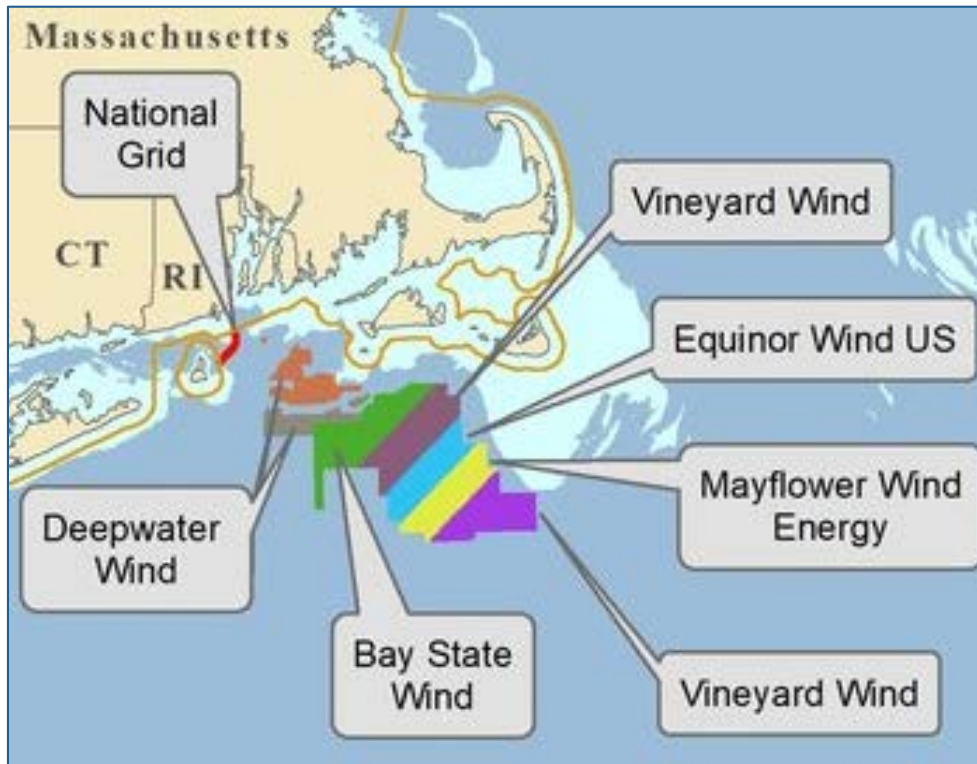 Massachusetts
National
Grid
Vineyard Wind
CT
RI
Equinor Wind US
Mayflower Wind
Energy
Deepwater
Wind
Bay State
Wind
Vineyard Wind